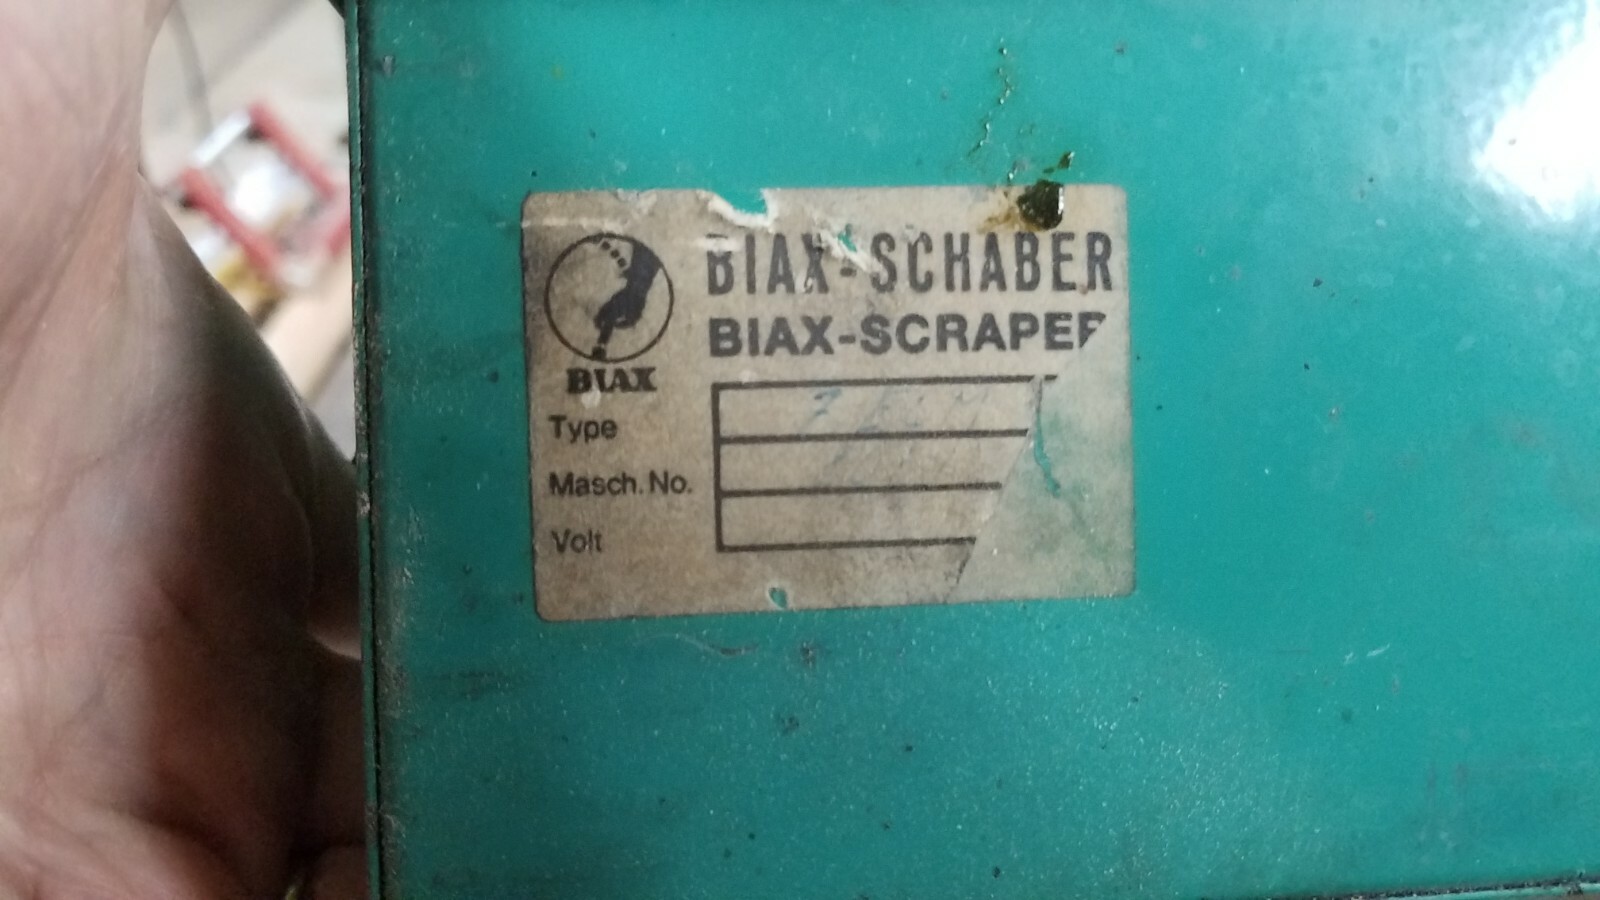 BIAX-SCHABER
BIAX-SCRAPER
BIAX
Type
Masch. No.
Volt